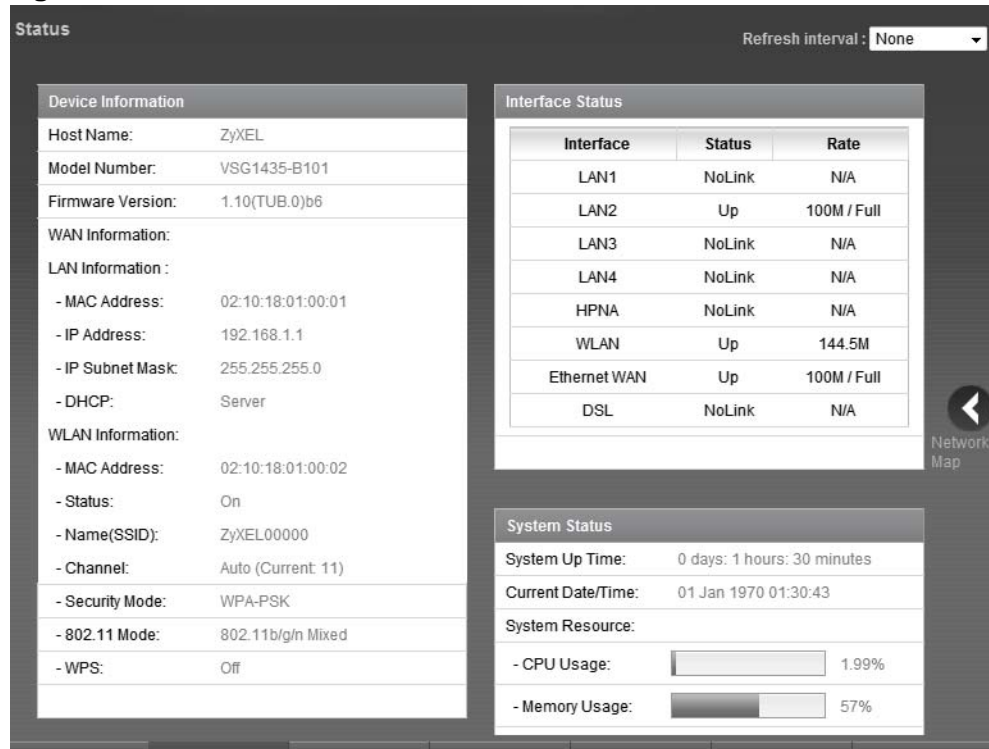 Status
Refresh interval : None
Device Information
Host Name: ZyXEL
Model Number: VSG1435-B101
Firmware Version: 1.10(TUB.0)b6
WAN Information:
LAN Information :
- MAC Address: 02:10:18:01:00:01
- IP Address: 192.168.1.1
- IP Subnet Mask: 255.255.255.0
- DHCP: Server
WLAN Information:
- MAC Address: 02:10:18:01:00:02
- Status: On
- Name(SSID): ZyXEL00000
- Channel: Auto (Current: 11)
- Security Mode: WPA-PSK
- 802.11 Mode: 802.11b/g/n Mixed
- WPS: Off
Interface Status
Interface Status Rate
LAN1 NoLink N/A
LAN2 Up 100M / Full
LAN3 NoLink N/A
LAN4 NoLink N/A
HPNA NoLink N/A
WLAN Up 144.5M
Ethernet WAN Up 100M / Full
DSL NoLink N/A
Network
Map
System Status
System Up Time: 0 days: 1 hours: 30 minutes
Current Date/Time: 01 Jan 1970 01:30:43
System Resource:
- CPU Usage: 1.99%
- Memory Usage: 57%